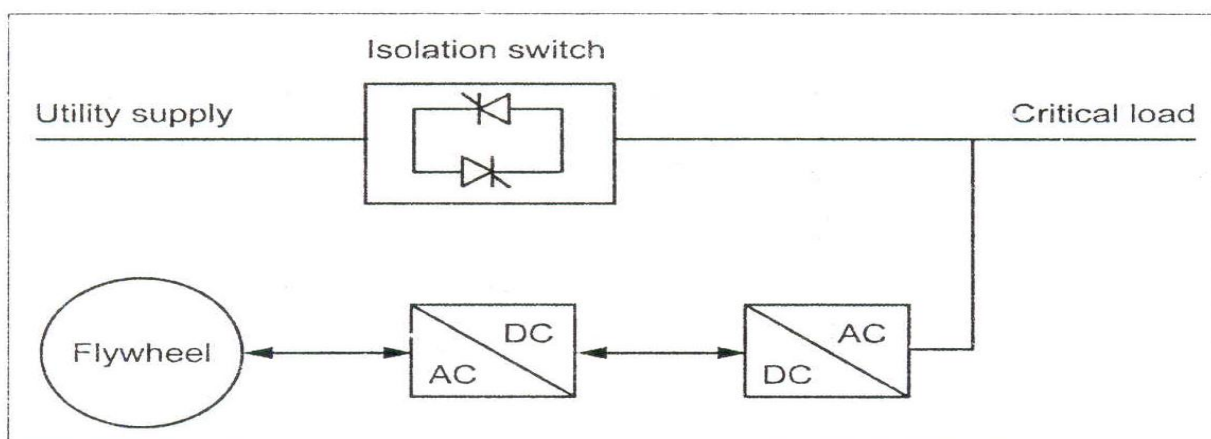 Isolation switch
Utility supply
Critical load
Flywheel
DC
AC
AC
DC